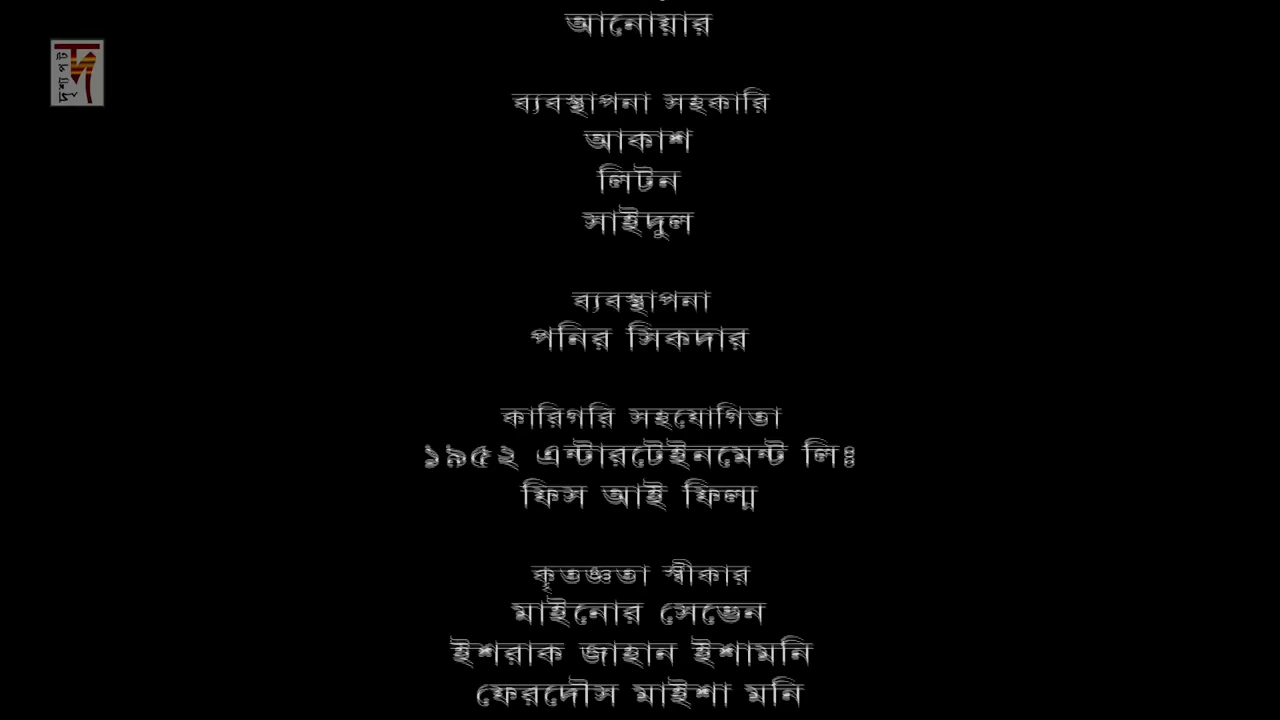 আনোয়ার
ব্যবস্থাপনা সহকারি
আকাশ
লিটন
সাইদুল
ব্যবস্থাপনা
পনির সিকদার
কারিগরি সহযোগিতা
১৯৫২ এন্টারটেইনমেন্ট লিঃ
ফিস আই ফিল্ম
কৃতজ্ঞতা স্বীকার
মাইনোর সেভেন
ইশরাক জাহান ইশামনি
ফেরদৌস মাইশা মনি
দৃশ্যপট